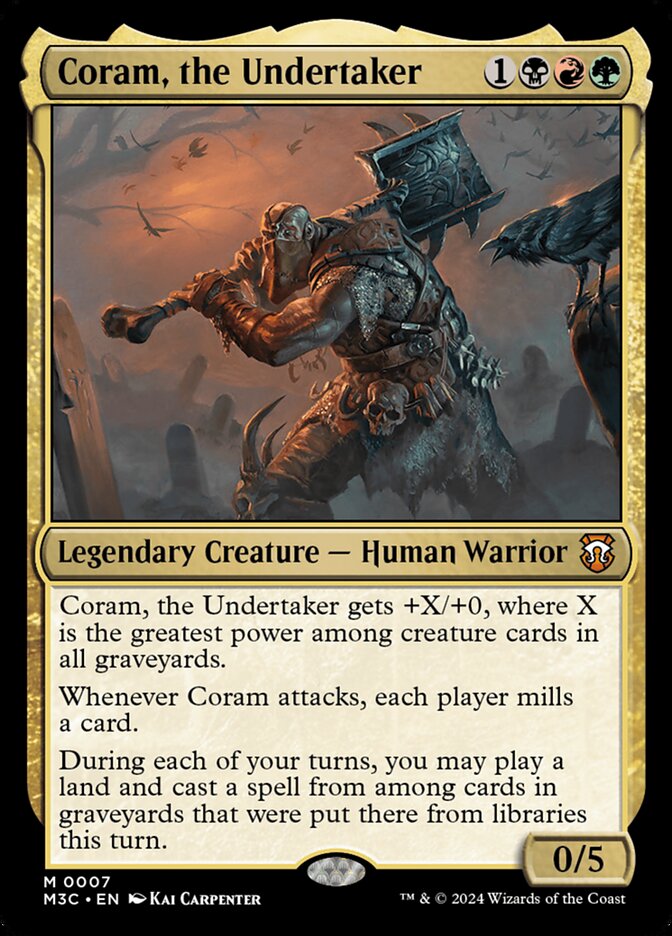 Coram, the Undertaker 1
Legendary Creature — Human Warrior
Coram, the Undertaker gets +X/+0, where X
is the greatest power among creature cards in
all graveyards.
Whenever Coram attacks, each player mills
a card.
During each of your turns, you may play a
land and cast a spell from among cards in
graveyards that were put there from libraries
this turn.
0/5
M 0007
M3C • EN Kai Carpenter
™ & © 2024 Wizards of the Coast